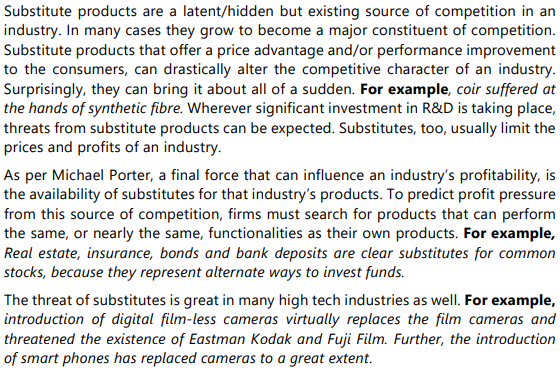 Substitute products are a latent/hidden but existing source of competition in an
industry. In many cases they grow to become a major constituent of competition.
Substitute products that offer a price advantage and/or performance improvement
to the consumers, can drastically alter the competitive character of an industry.
Surprisingly, they can bring it about all of a sudden. For example, coir suffered at
the hands of synthetic fibre. Wherever significant investment in R&D is taking place,
threats from substitute products can be expected. Substitutes, too, usually limit the
prices and profits of an industry.
As per Michael Porter, a final force that can influence an industry's profitability, is
the availability of substitutes for that industry's products. To predict profit pressure
from this source of competition, firms must search for products that can perform
the same, or nearly the same, functionalities as their own products. For example,
Real estate, insurance, bonds and bank deposits are clear substitutes for common
stocks, because they represent alternate ways to invest funds.
The threat of substitutes is great in many high tech industries as well. For example,
introduction of digital film-less cameras virtually replaces the film cameras and
threatened the existence of Eastman Kodak and Fuji Film. Further, the introduction
of smart phones has replaced cameras to a great extent.